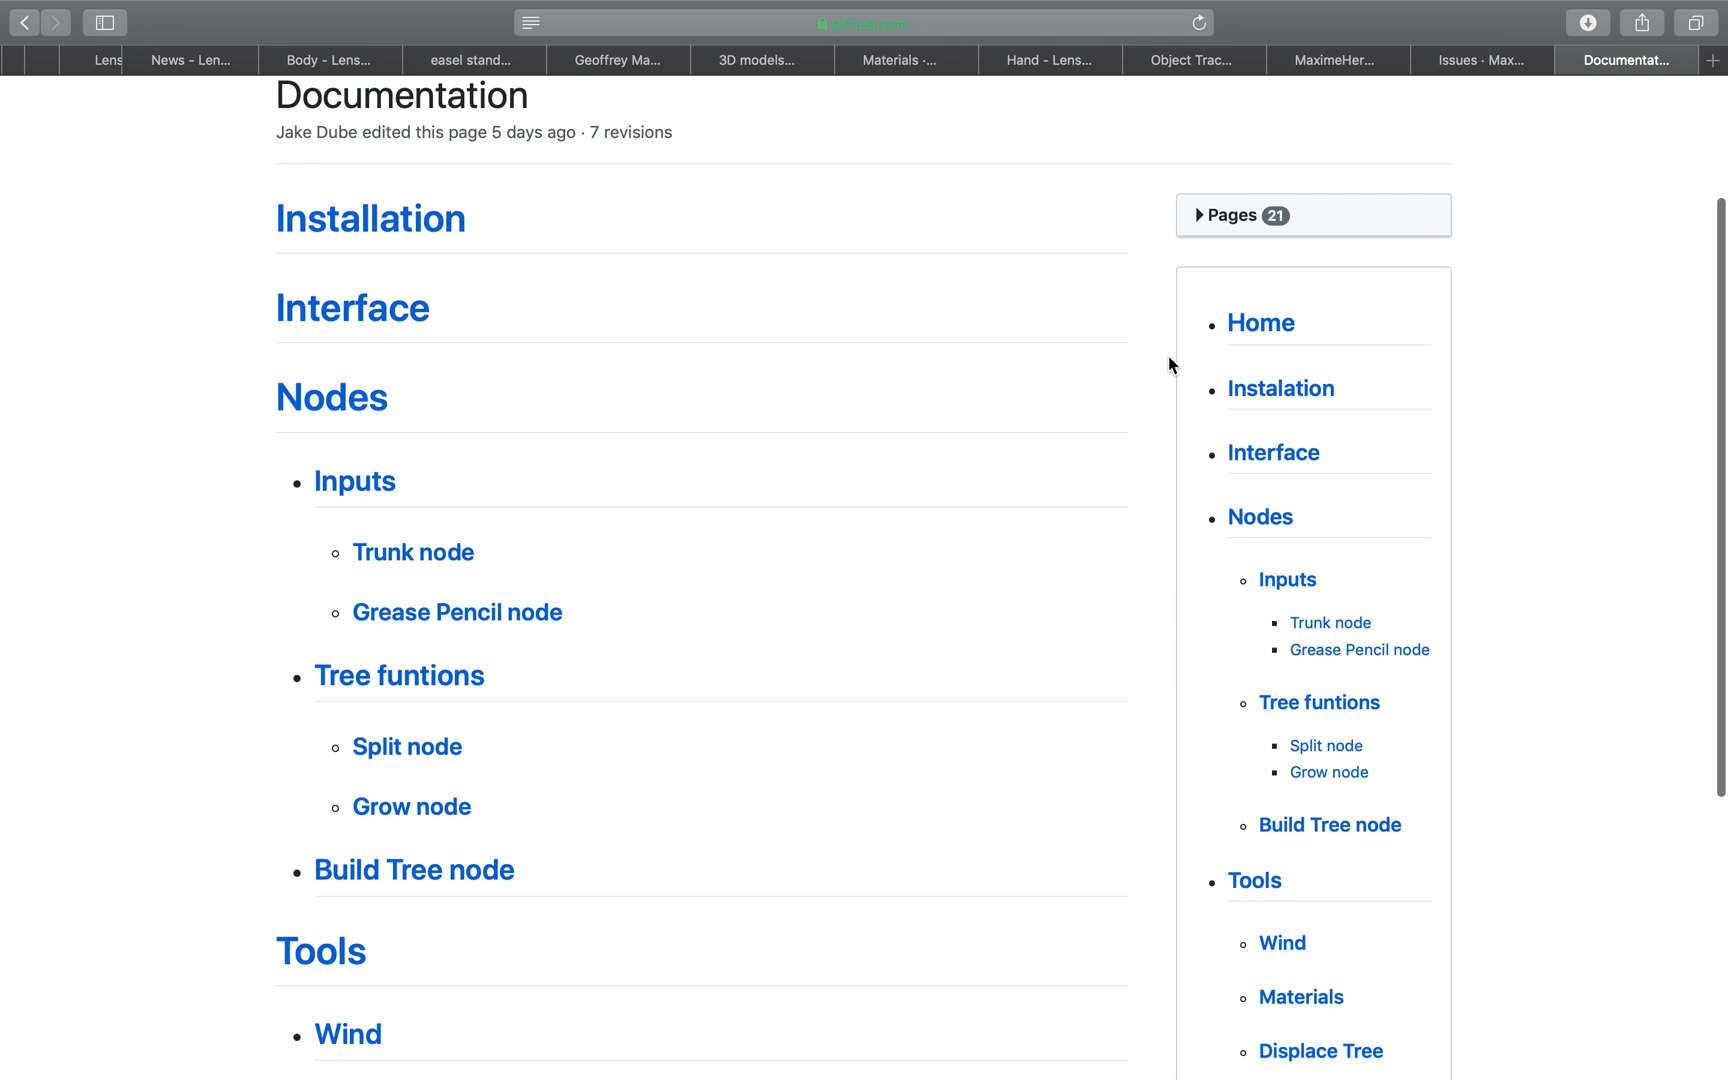 github.com
Lens
News - Len...
Body - Lens...
easel stand...
Geoffrey Ma...
3D models...
Materials ·...
Hand - Lens...
Object Trac...
MaximeHer...
Issues · Max...
Documentat...
Documentation
Jake Dube edited this page 5 days ago · 7 revisions
Installation
Interface
Nodes
Inputs
Trunk node
Grease Pencil node
Tree funtions
Split node
Grow node
Build Tree node
Tools
Wind
Pages 21
Home
Instalation
Interface
Nodes
Inputs
Trunk node
Grease Pencil node
Tree funtions
Split node
Grow node
Build Tree node
Tools
Wind
Materials
Displace Tree